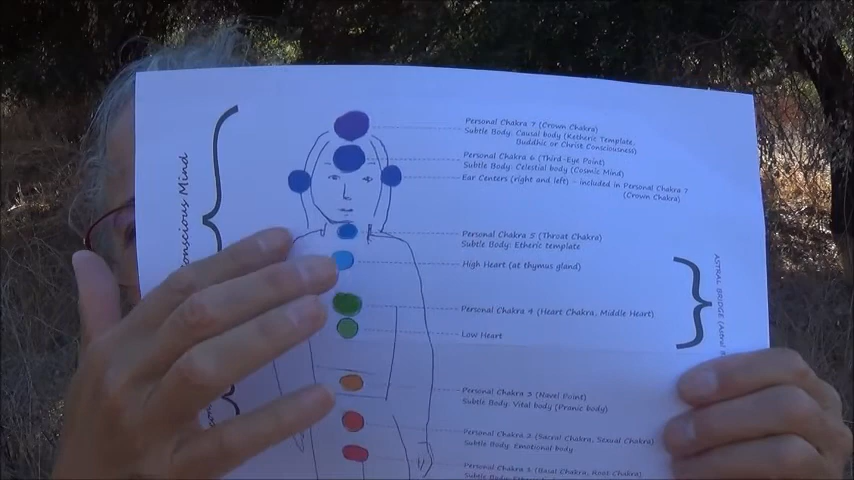 Personal Chakra 7 (Crown Chakra)
Subtle Body: Causal body (Ketheric Template,
Buddhic or Christ Consciousness)
Personal Chakra 6 (Third-Eye Point)
Subtle Body: Celestial body (Cosmic Mind)
Ear Centers (right and left) – included in Personal Chakra 7
(Crown Chakra)
Personal Chakra 5 (Throat Chakra)
Subtle Body: Etheric template
High Heart (at thymus gland)
Personal Chakra 4 (Heart Chakra, Middle Heart)
Low Heart
Personal Chakra 3 (Navel Point)
Subtle Body: Vital body (Pranic body)
Personal Chakra 2 (Sacral Chakra, Sexual Chakra)
Subtle Body: Emotional body
Personal Chakra 1 (Basal Chakra, Root Chakra)
onscious Mind
ASTRAL BRIDGE (Astral